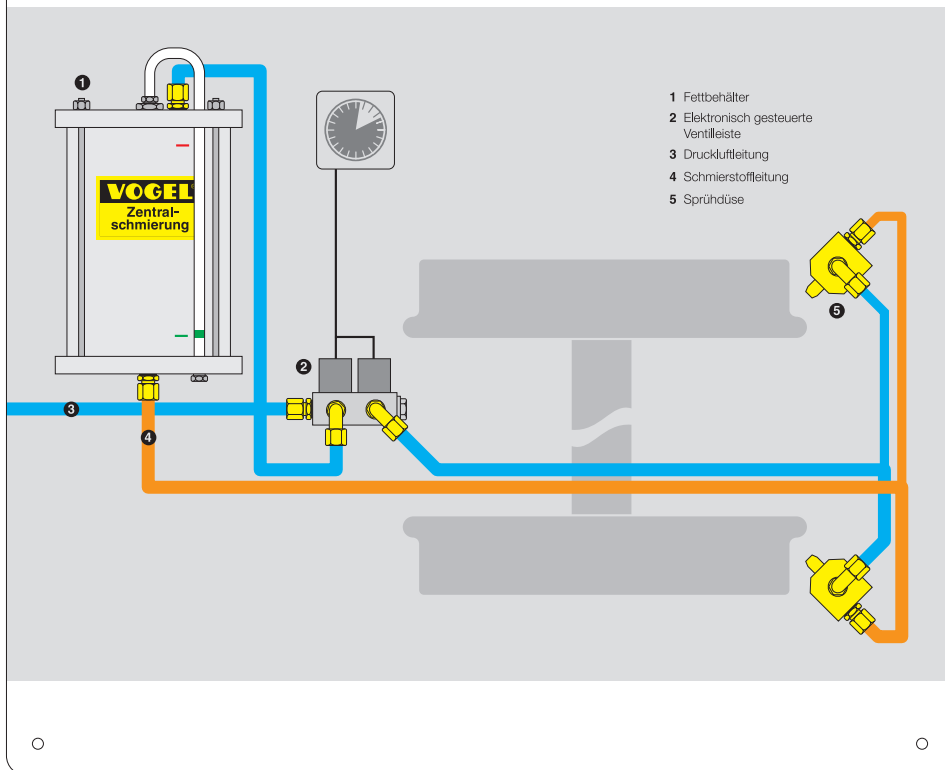 1
VOGEL
Zentral-
schmierung
1 Fettbehälter
2 Elektronisch gesteuerte
Ventilleiste
3 Druckluftleitung
4 Schmierstoffleitung
5 Sprühdüse
5
2
3
4